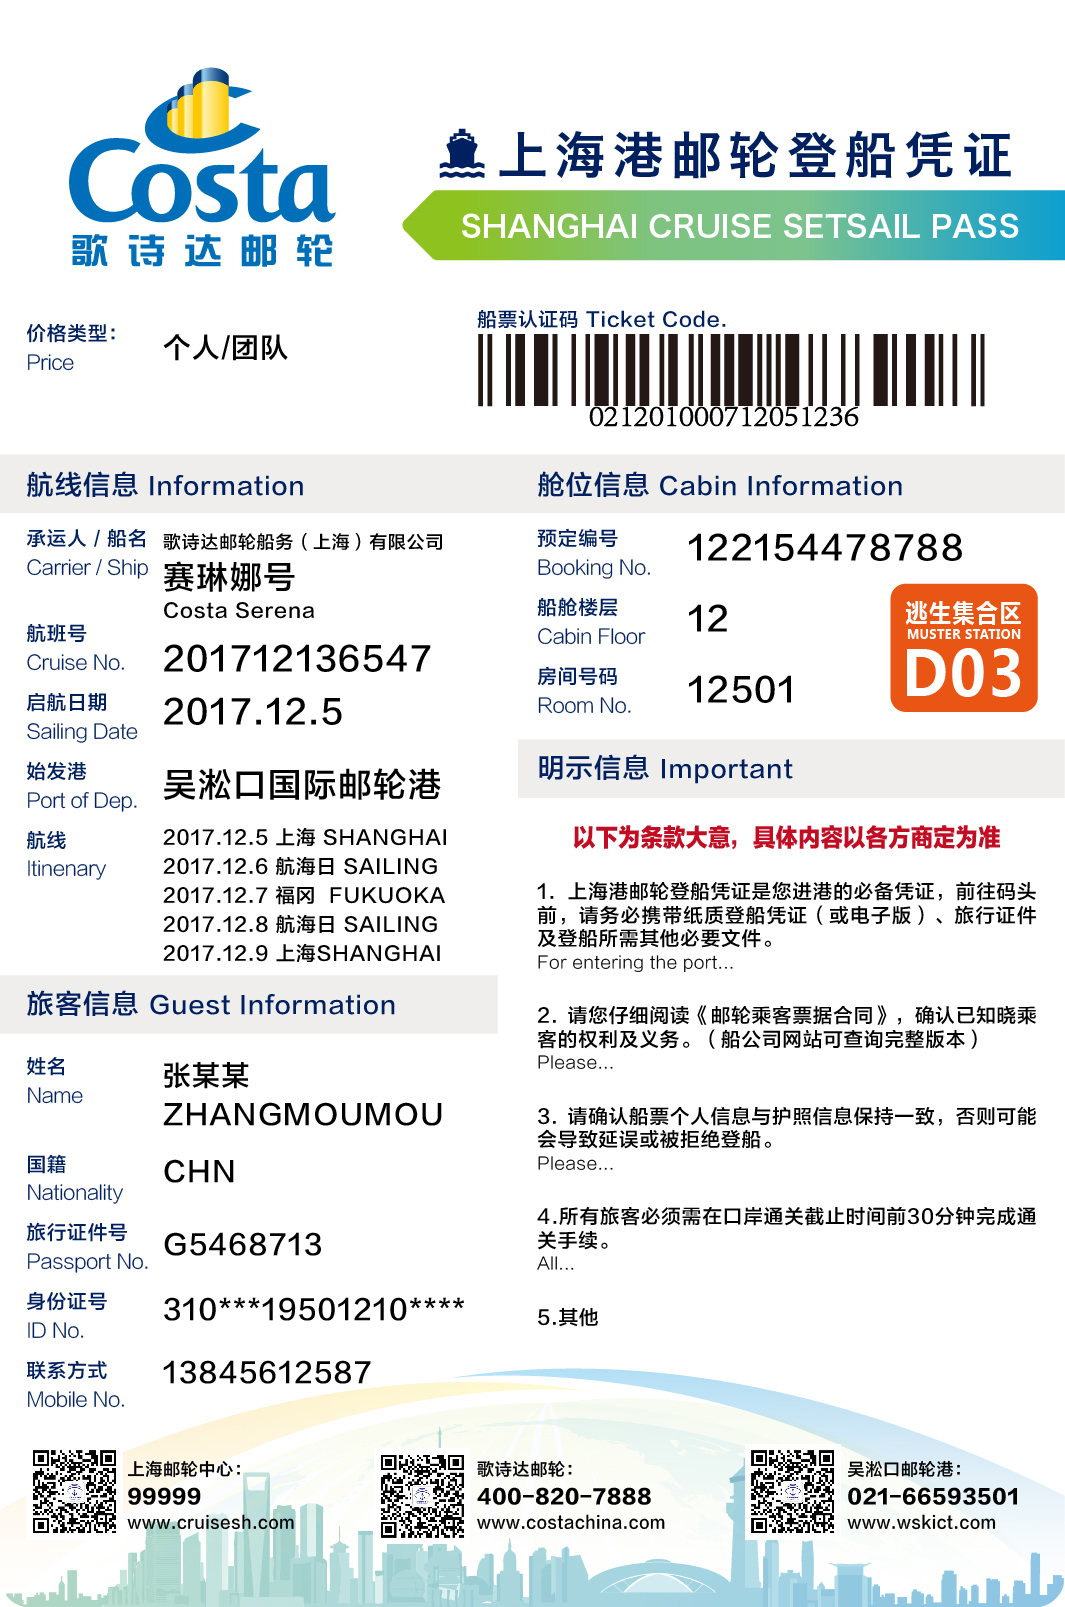 Costa
歌诗达邮轮
上海港邮轮登船凭证
SHANGHAI CRUISE SETSAIL PASS
价格类型：
Price
个人/团队
船票认证码 Ticket Code.
021201000712051236
航线信息 Information
承运人 / 船名
Carrier / Ship
歌诗达邮轮船务（上海）有限公司
赛琳娜号
Costa Serena
航班号
Cruise No.
201712136547
启航日期
Sailing Date
2017.12.5
始发港
Port of Dep.
吴淞口国际邮轮港
航线
Itinenary
2017.12.5 上海 SHANGHAI
2017.12.6 航海日 SAILING
2017.12.7 福冈 FUKUOKA
2017.12.8 航海日 SAILING
2017.12.9 上海SHANGHAI
旅客信息 Guest Information
姓名
Name
张某某
ZHANGMOUMOU
国籍
Nationality
CHN
旅行证件号
Passport No.
G5468713
身份证号
ID No.
310***19501210****
联系方式
Mobile No.
13845612587
舱位信息 Cabin Information
预定编号
Booking No.
122154478788
船舱楼层
Cabin Floor
12
房间号码
Room No.
12501
逃生集合区
MUSTER STATION
D03
明示信息 Important
以下为条款大意，具体内容以各方商定为准
1. 上海港邮轮登船凭证是您进港的必备凭证，前往码头
前，请务必携带纸质登船凭证（或电子版）、旅行证件
及登船所需其他必要文件。
For entering the port...
2. 请您仔细阅读《邮轮乘客票据合同》，确认已知晓乘
客的权利及义务。（船公司网站可查询完整版本）
Please...
3. 请确认船票个人信息与护照信息保持一致，否则可能
会导致延误或被拒绝登船。
Please...
4.所有旅客必须需在口岸通关截止时间前30分钟完成通
关手续。
All...
5.其他
上海邮轮中心：
99999
www.cruisesh.com
歌诗达邮轮：
400-820-7888
www.costachina.com
吴淞口邮轮港：
021-66593501
www.wskict.com